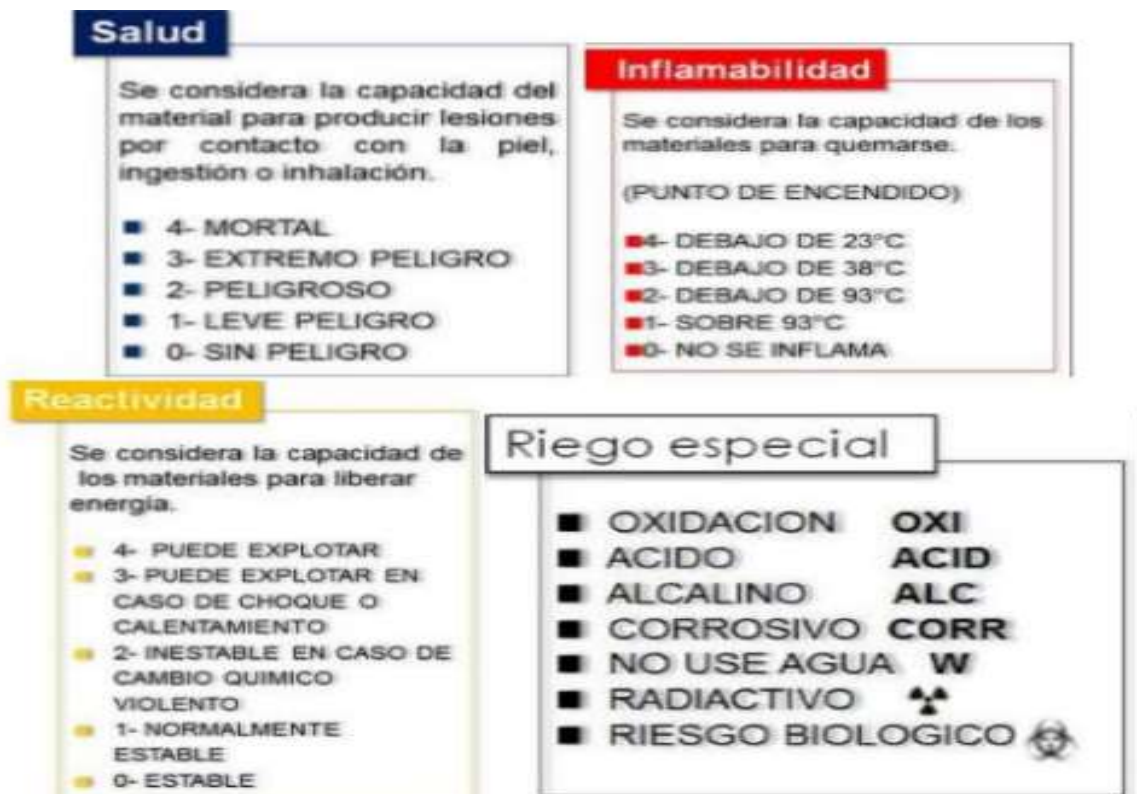 Salud
Se considera la capacidad del
material para producir lesiones
por contacto con la piel,
ingestión o inhalación.
4- MORTAL
3- EXTREMO PELIGRO
2- PELIGROSO
1- LEVE PELIGRO
0- SIN PELIGRO
Inflamabilidad
Se considera la capacidad de los
materiales para quemarse.
(PUNTO DE ENCENDIDO)
4- DEBAJO DE 23°C
3- DEBAJO DE 38°C
2- DEBAJO DE 93°C
1- SOBRE 93°C
0- NO SE INFLAMA
Reactividad
Se considera la capacidad de
los materiales para liberar
energía.
4- PUEDE EXPLOTAR
3- PUEDE EXPLOTAR EN
CASO DE CHOQUE O
CALENTAMIENTO
2- INESTABLE EN CASO DE
CAMBIO QUIMICO
VIOLENTO
1- NORMALMENTE
ESTABLE
0- ESTABLE
Riego especial
OXIDACION OXI
ACIDO ACID
ALCALINO ALC
CORROSIVO CORR
NO USE AGUA W
RADIACTIVO
RIESGO BIOLOGICO